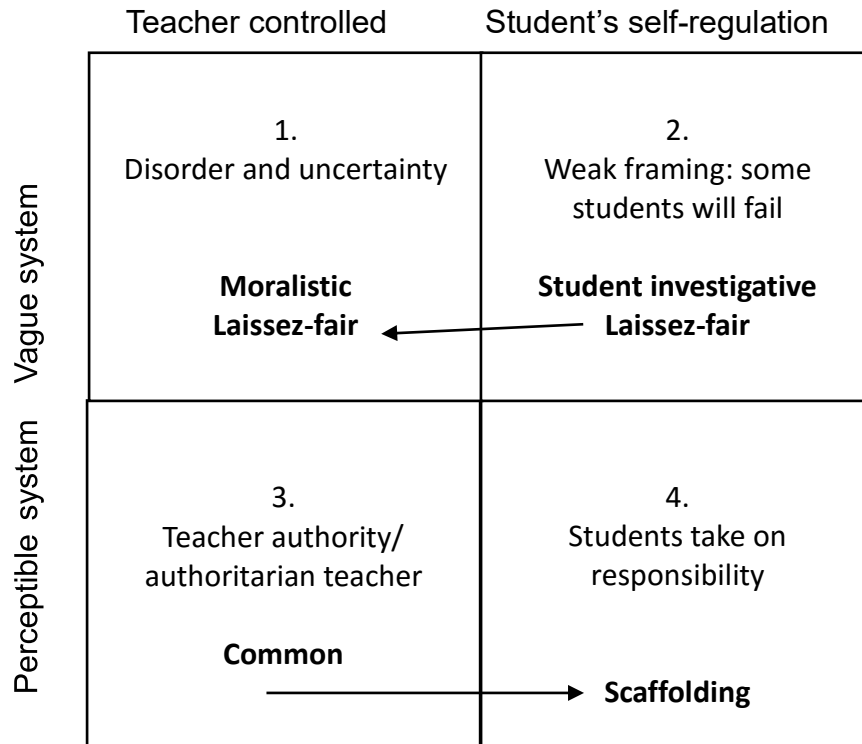 Teacher controlled
Student’s self-regulation
Vague system
1.
Disorder and uncertainty
Moralistic
Laissez-fair
2.
Weak framing: some
students will fail
Student investigative
Laissez-fair
Perceptible system
3.
Teacher authority/
authoritarian teacher
Common
4.
Students take on
responsibility
Scaffolding